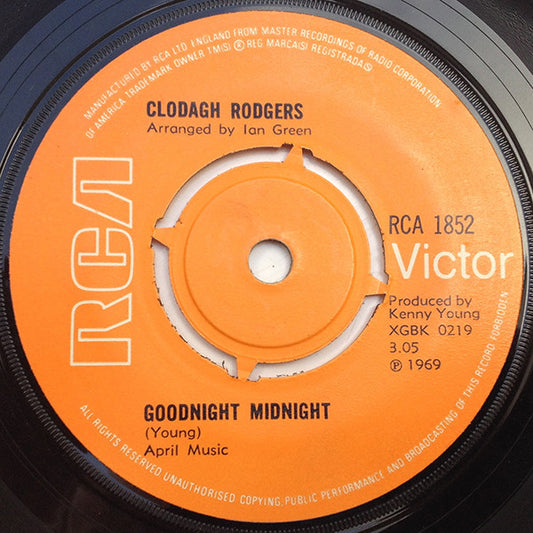 MANUFACTURED BY RCA LTD. ENGLAND FROM MASTER RECORDINGS OF RADIO CORPORATION
OF AMERICA TRADEMARK OWNER TM(S) ® REG MARCA(S) REGISTRADA(S)
CLODAGH RODGERS
Arranged by Ian Green
RCA
RCA 1852
Victor
Produced by
Kenny Young
XGBK 0219
3.05
℗ 1969
GOODNIGHT MIDNIGHT
(Young)
April Music
ALL RIGHTS RESERVED UNAUTHORISED COPYING, PUBLIC PERFORMANCE AND BROADCASTING OF THIS RECORD FORBIDDEN